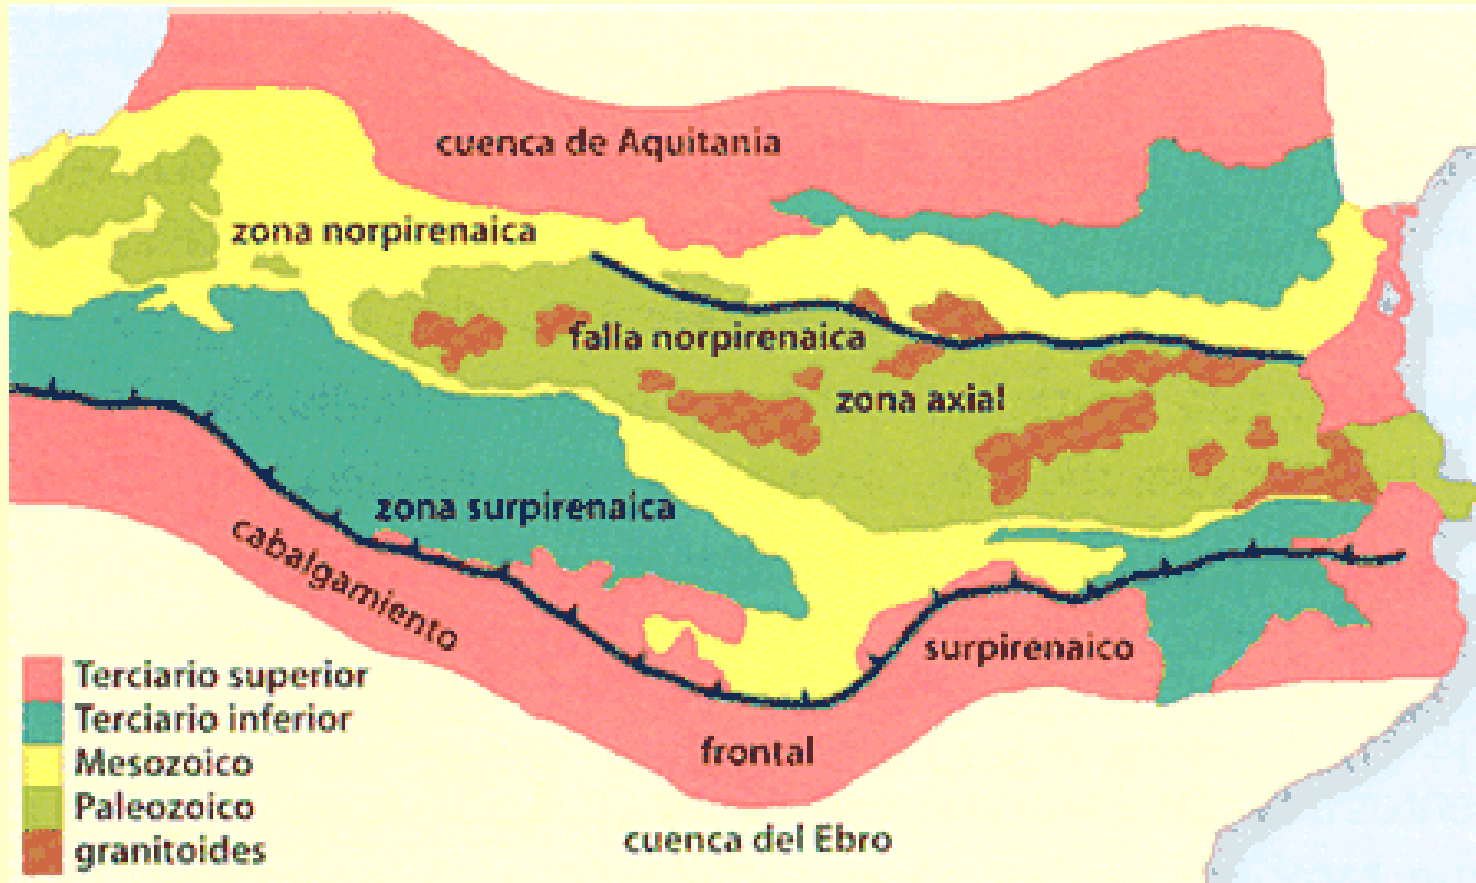 cuenca de Aquitania
zona norpirenaica
falla norpirenaica
zona axial
zona surpirenaica
cabalgamiento
surpirenaico
frontal
cuenca del Ebro
Terciario superior
Terciario inferior
Mesozoico
Paleozoico
granitoides